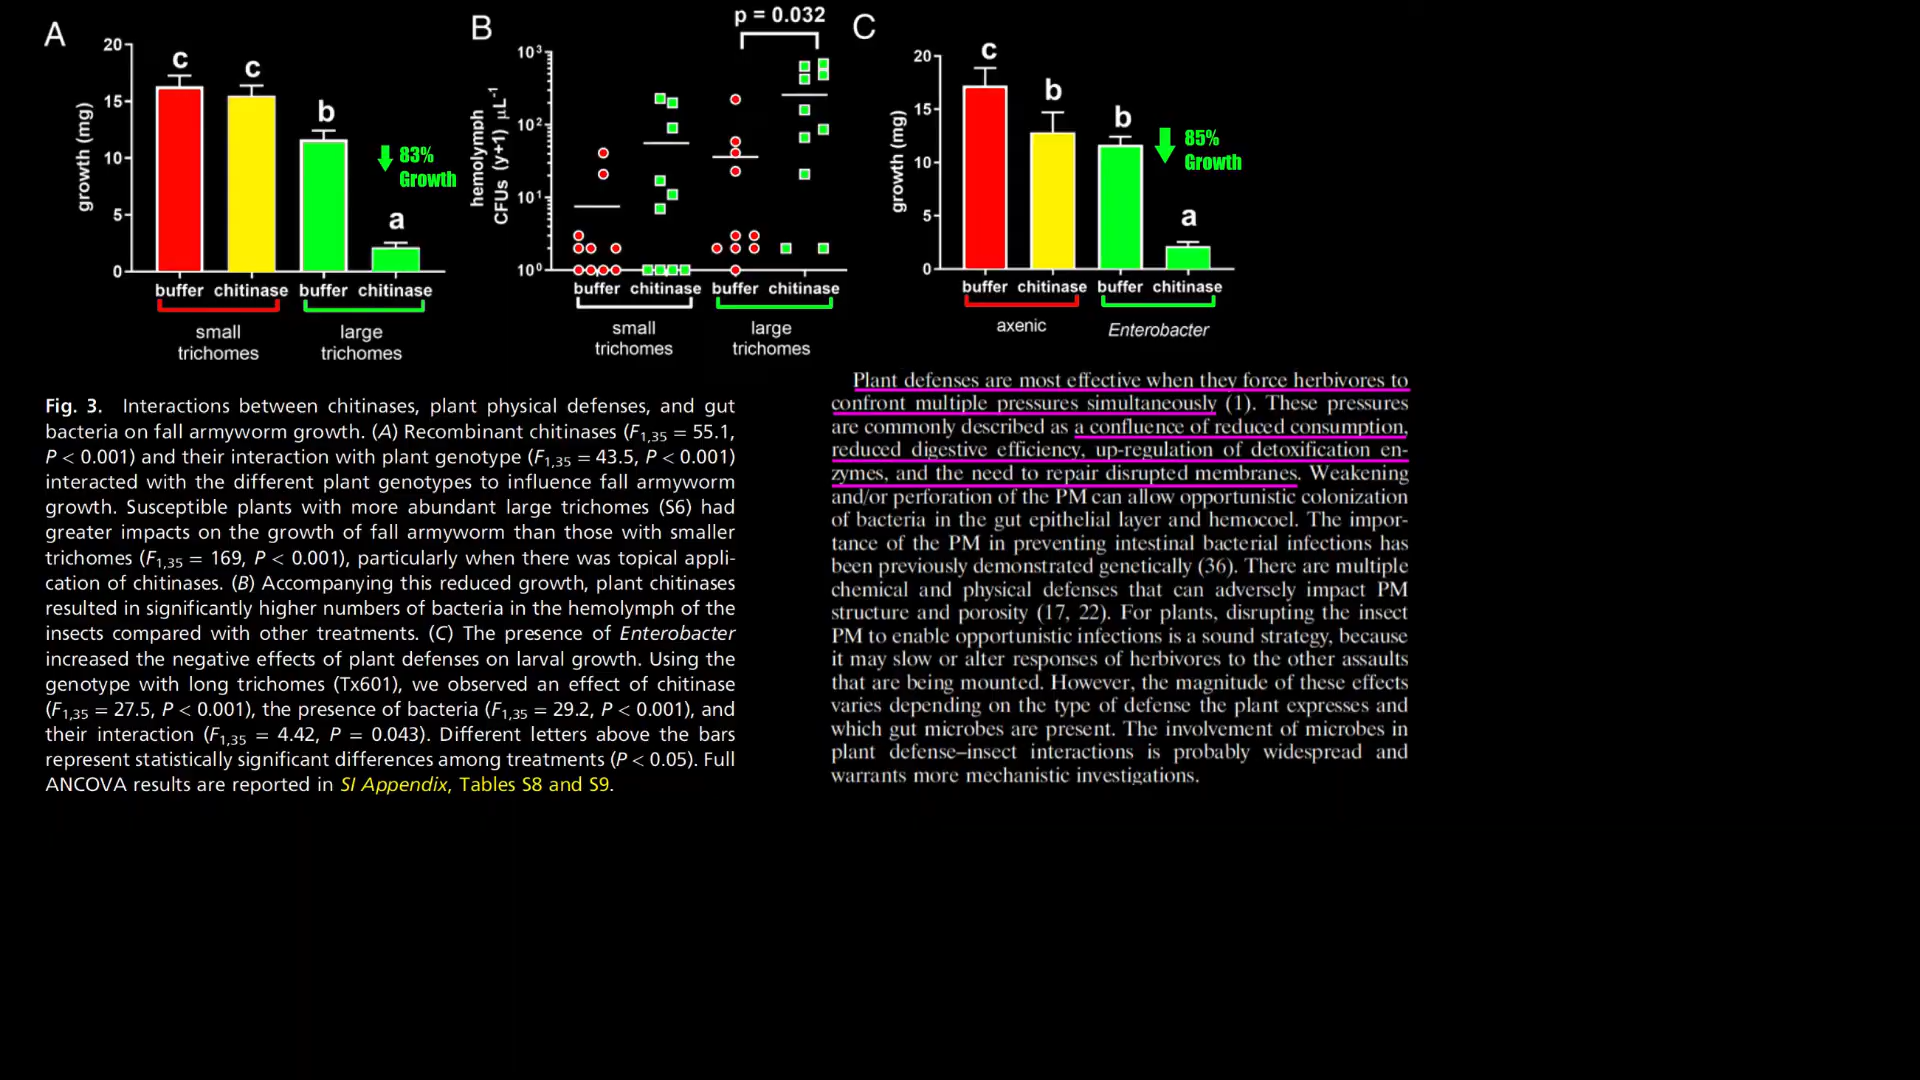 A
20
15
10
5
0
growth (mg)
c
c
b
a
83%
Growth
buffer chitinase buffer chitinase
small
trichomes
large
trichomes
B
p = 0.032
10³
10²
10¹
10⁰
hemolymph
CFUs (y+1) μL⁻¹
buffer chitinase buffer chitinase
small
trichomes
large
trichomes
C
20
15
10
5
0
growth (mg)
c
b
b
a
85%
Growth
buffer chitinase buffer chitinase
axenic
Enterobacter
Fig. 3. Interactions between chitinases, plant physical defenses, and gut
bacteria on fall armyworm growth. (A) Recombinant chitinases (F1,35 = 55.1,
P < 0.001) and their interaction with plant genotype (F1,35 = 43.5, P < 0.001)
interacted with the different plant genotypes to influence fall armyworm
growth. Susceptible plants with more abundant large trichomes (S6) had
greater impacts on the growth of fall armyworm than those with smaller
trichomes (F1,35 = 169, P < 0.001), particularly when there was topical appli-
cation of chitinases. (B) Accompanying this reduced growth, plant chitinases
resulted in significantly higher numbers of bacteria in the hemolymph of the
insects compared with other treatments. (C) The presence of Enterobacter
increased the negative effects of plant defenses on larval growth. Using the
genotype with long trichomes (Tx601), we observed an effect of chitinase
(F1,35 = 27.5, P < 0.001), the presence of bacteria (F1,35 = 29.2, P < 0.001), and
their interaction (F1,35 = 4.42, P = 0.043). Different letters above the bars
represent statistically significant differences among treatments (P < 0.05). Full
ANCOVA results are reported in SI Appendix, Tables S8 and S9.
Plant defenses are most effective when they force herbivores to
confront multiple pressures simultaneously (1). These pressures
are commonly described as a confluence of reduced consumption,
reduced digestive efficiency, up-regulation of detoxification en-
zymes, and the need to repair disrupted membranes. Weakening
and/or perforation of the PM can allow opportunistic colonization
of bacteria in the gut epithelial layer and hemocoel. The impor-
tance of the PM in preventing intestinal bacterial infections has
been previously demonstrated genetically (36). There are multiple
chemical and physical defenses that can adversely impact PM
structure and porosity (17, 22). For plants, disrupting the insect
PM to enable opportunistic infections is a sound strategy, because
it may slow or alter responses of herbivores to the other assaults
that are being mounted. However, the magnitude of these effects
varies depending on the type of defense the plant expresses and
which gut microbes are present. The involvement of microbes in
plant defense–insect interactions is probably widespread and
warrants more mechanistic investigations.